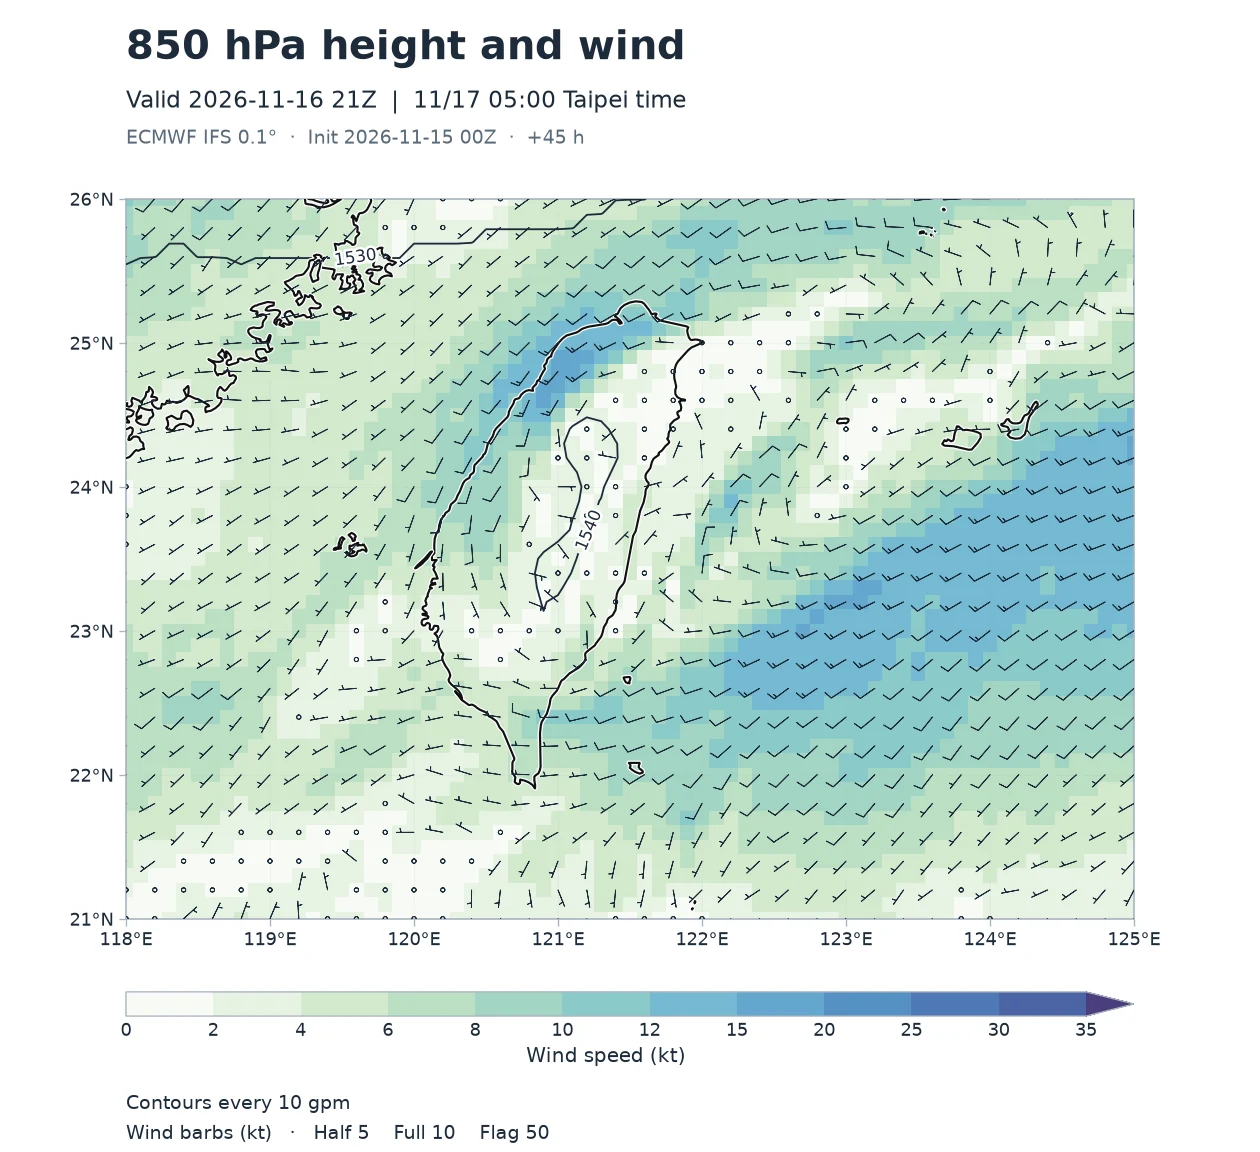 850 hPa height and wind
Valid 2026-11-16 21Z | 11/17 05:00 Taipei time
ECMWF IFS 0.1° · Init 2026-11-15 00Z · +45 h
26°N
1530
25°N
24°N
1540
23°N
22°N
21°N
118°E 119°E 120°E 121°E 122°E 123°E 124°E 125°E
0 2 4 6 8 10 12 15 20 25 30 35
Wind speed (kt)
Contours every 10 gpm
Wind barbs (kt) · Half 5 Full 10 Flag 50